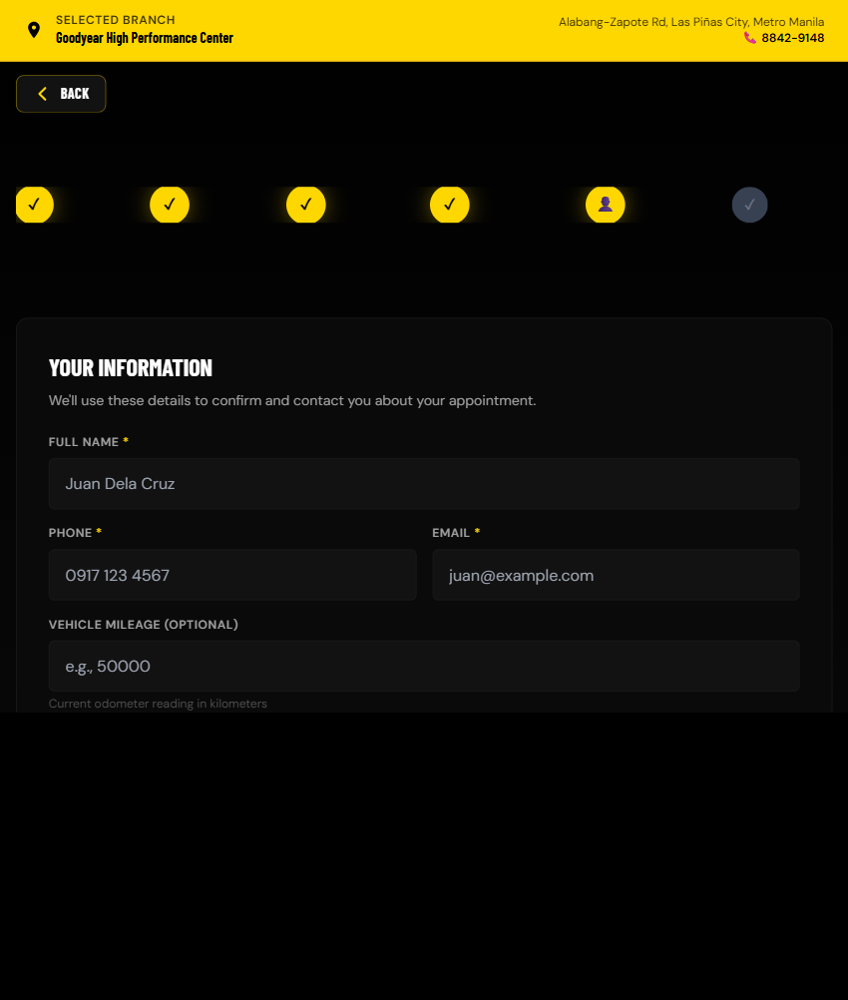 SELECTED BRANCH
Goodyear High Performance Center
Alabang-Zapote Rd, Las Piñas City, Metro Manila
8842-9148
BACK
YOUR INFORMATION
We'll use these details to confirm and contact you about your appointment.
FULL NAME *
Juan Dela Cruz
PHONE *
EMAIL *
0917 123 4567
juan@example.com
VEHICLE MILEAGE (OPTIONAL)
e.g., 50000
Current odometer reading in kilometers